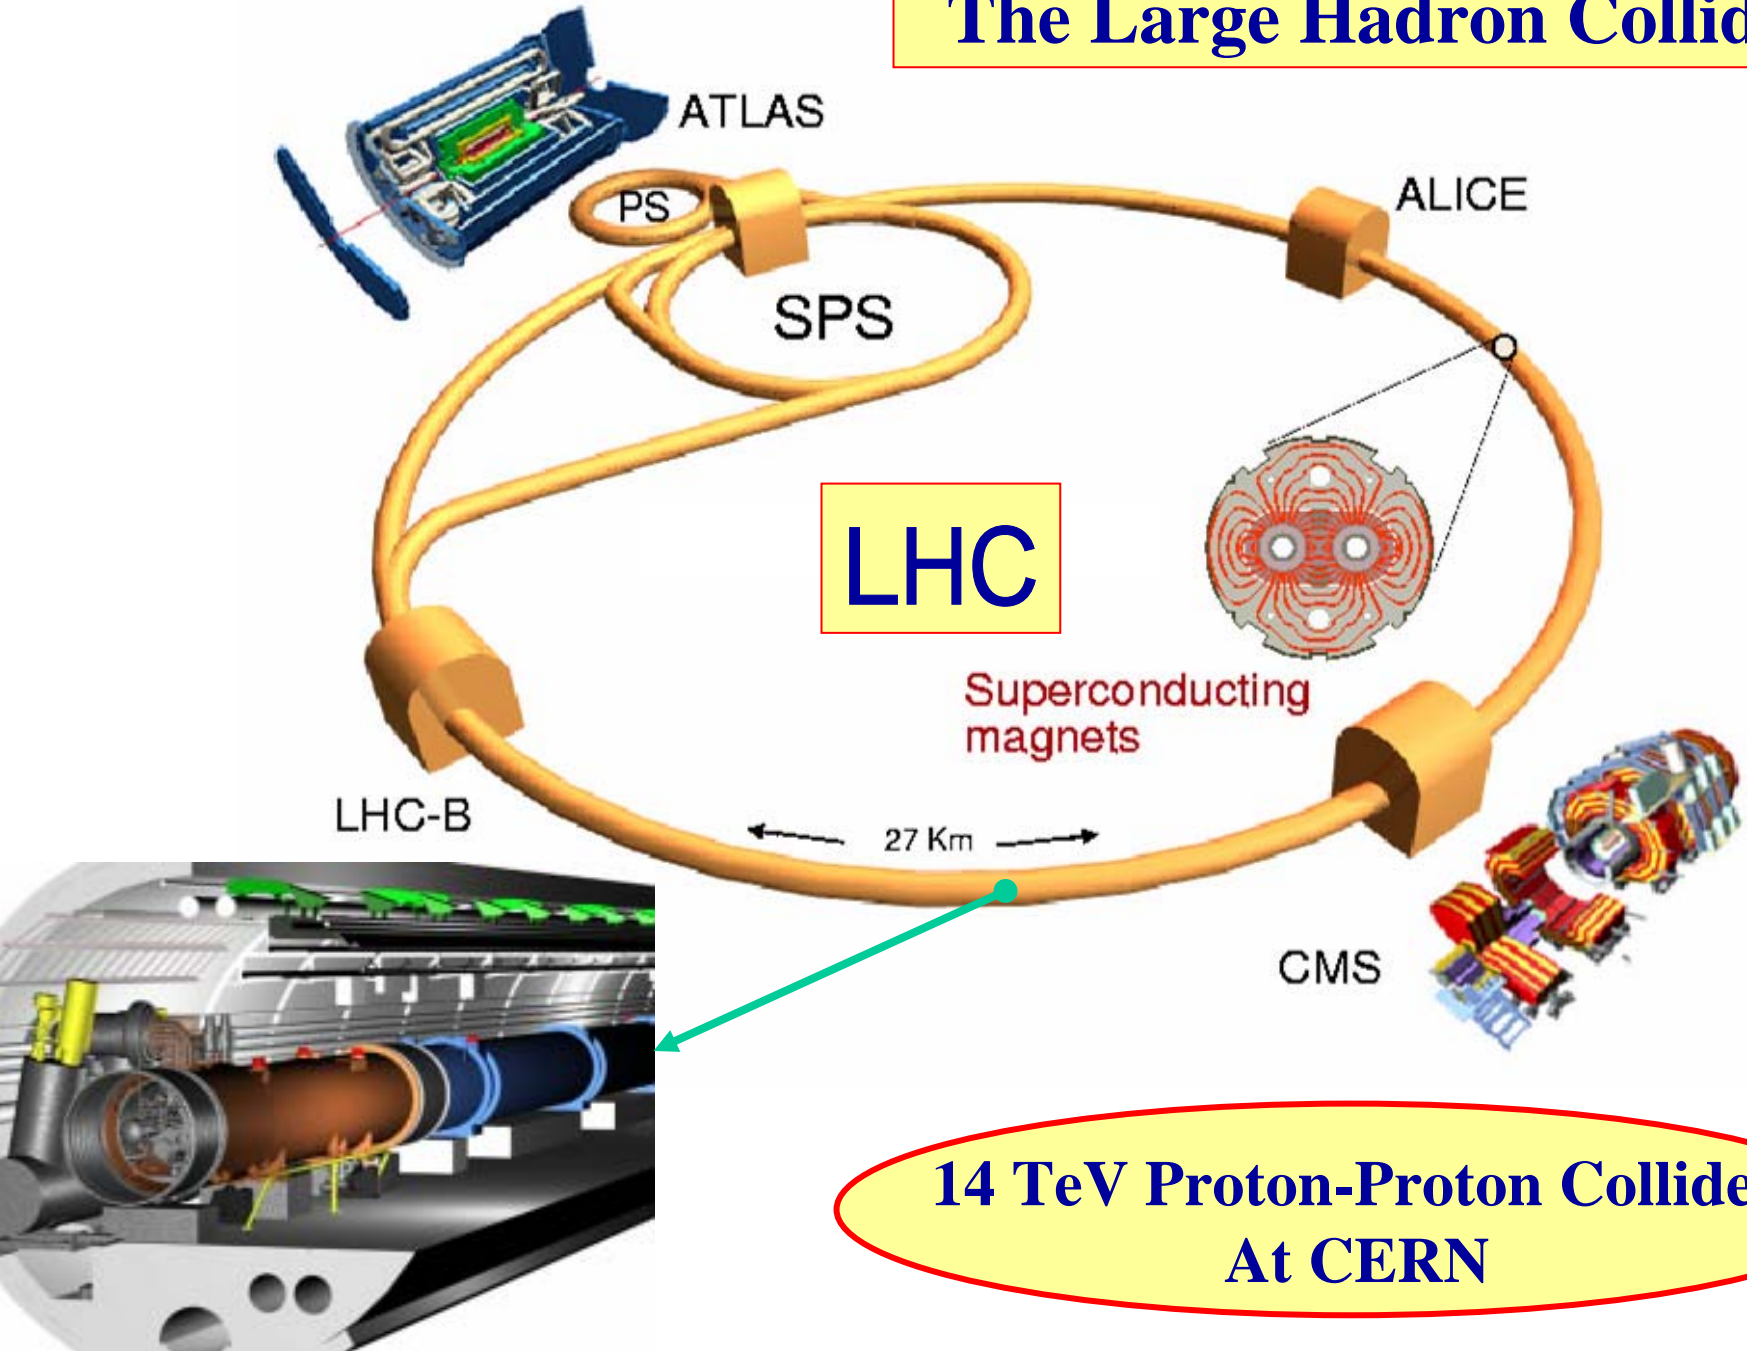 The Large Hadron Collid
ATLAS
PS
ALICE
SPS
LHC
Superconducting
magnets
LHC-B
27 Km
CMS
14 TeV Proton-Proton Collide
At CERN